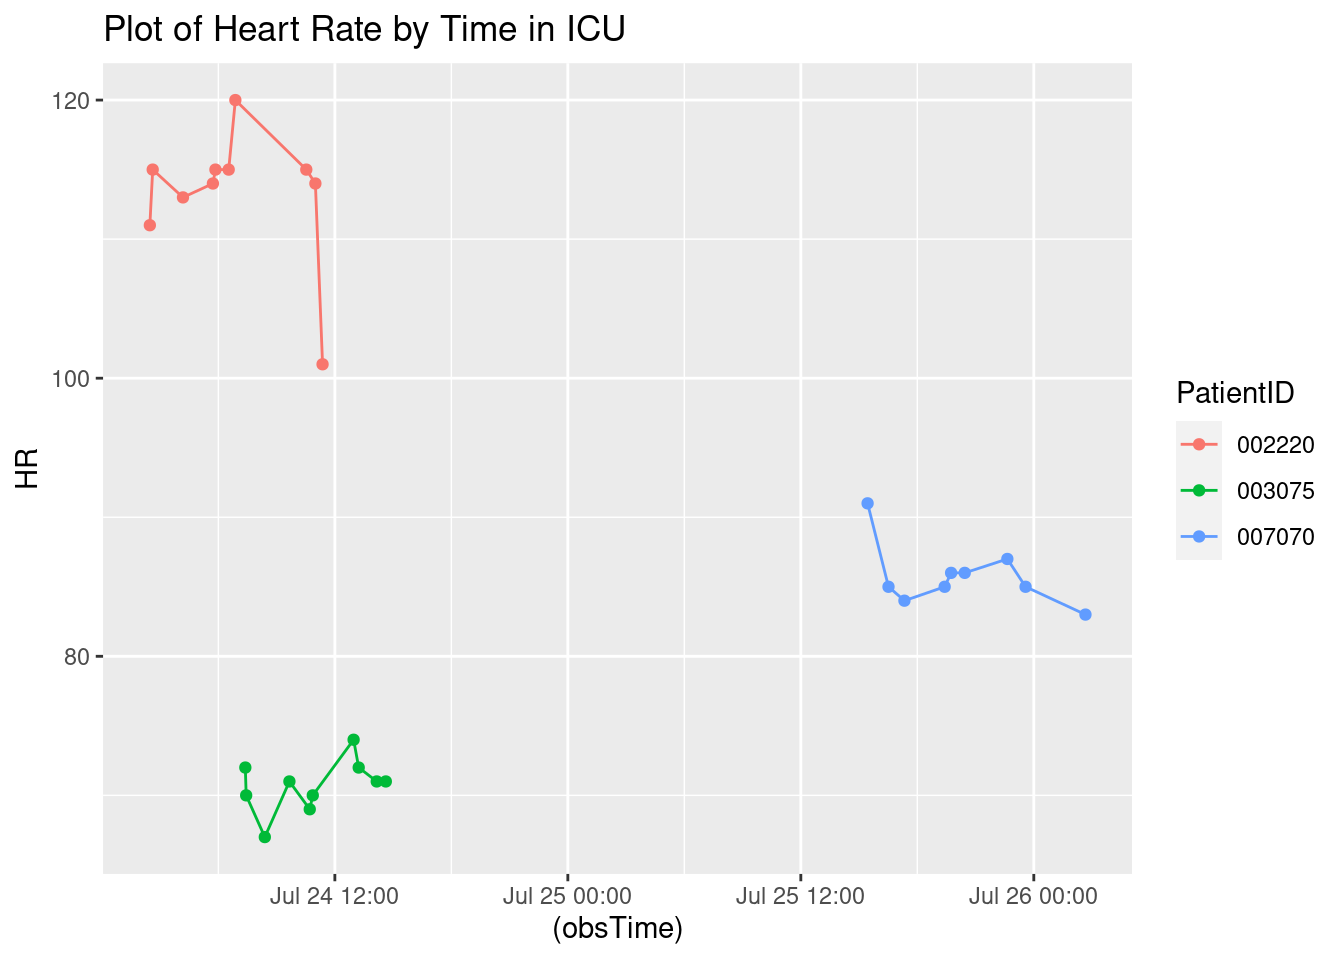 Plot of Heart Rate by Time in ICU
120
100
80
HR
Jul 24 12:00
Jul 25 00:00
Jul 25 12:00
Jul 26 00:00
(obsTime)
PatientID
002220
003075
007070